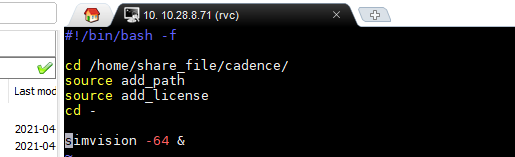 10. 10.28.8.71 (rvc)
#!/bin/bash -f
cd /home/share_file/cadence/
source add_path
source add_license
cd -
Last mod
2021-04
simvision -64 &
2021-04
~